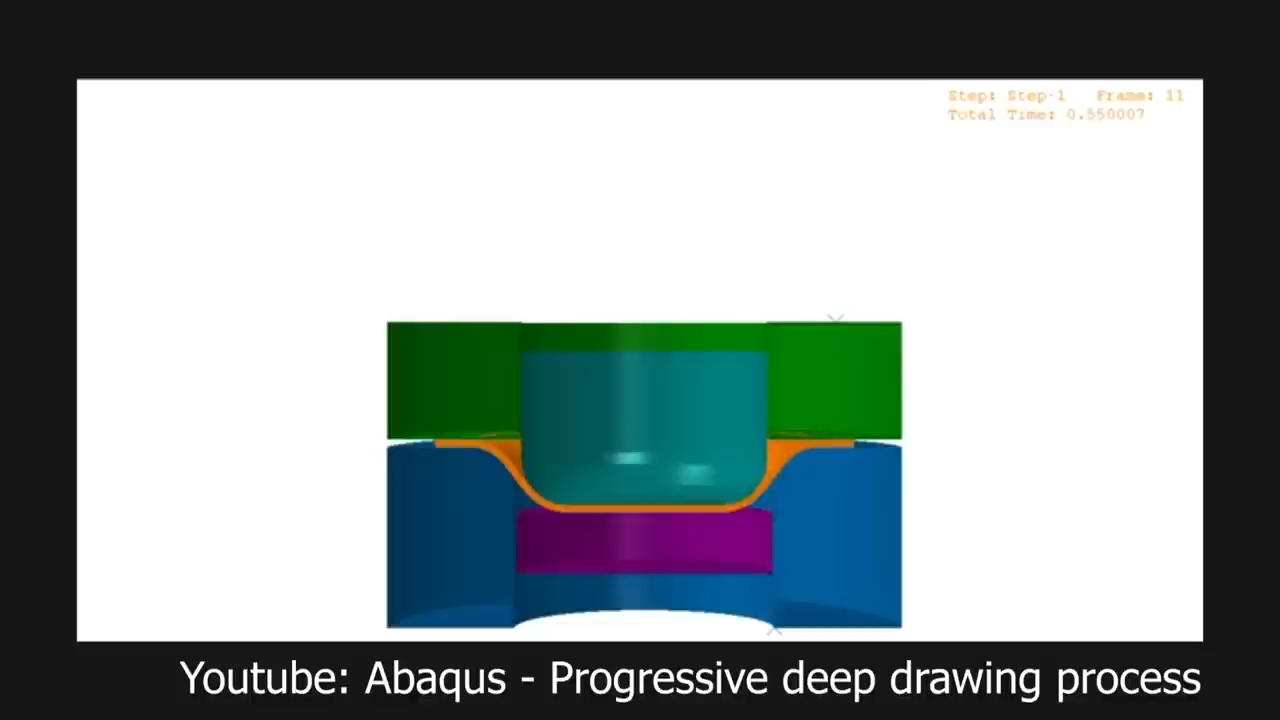 Step: Step-1 Frame: 11
Total Time: 0.550007
Youtube: Abaqus - Progressive deep drawing process